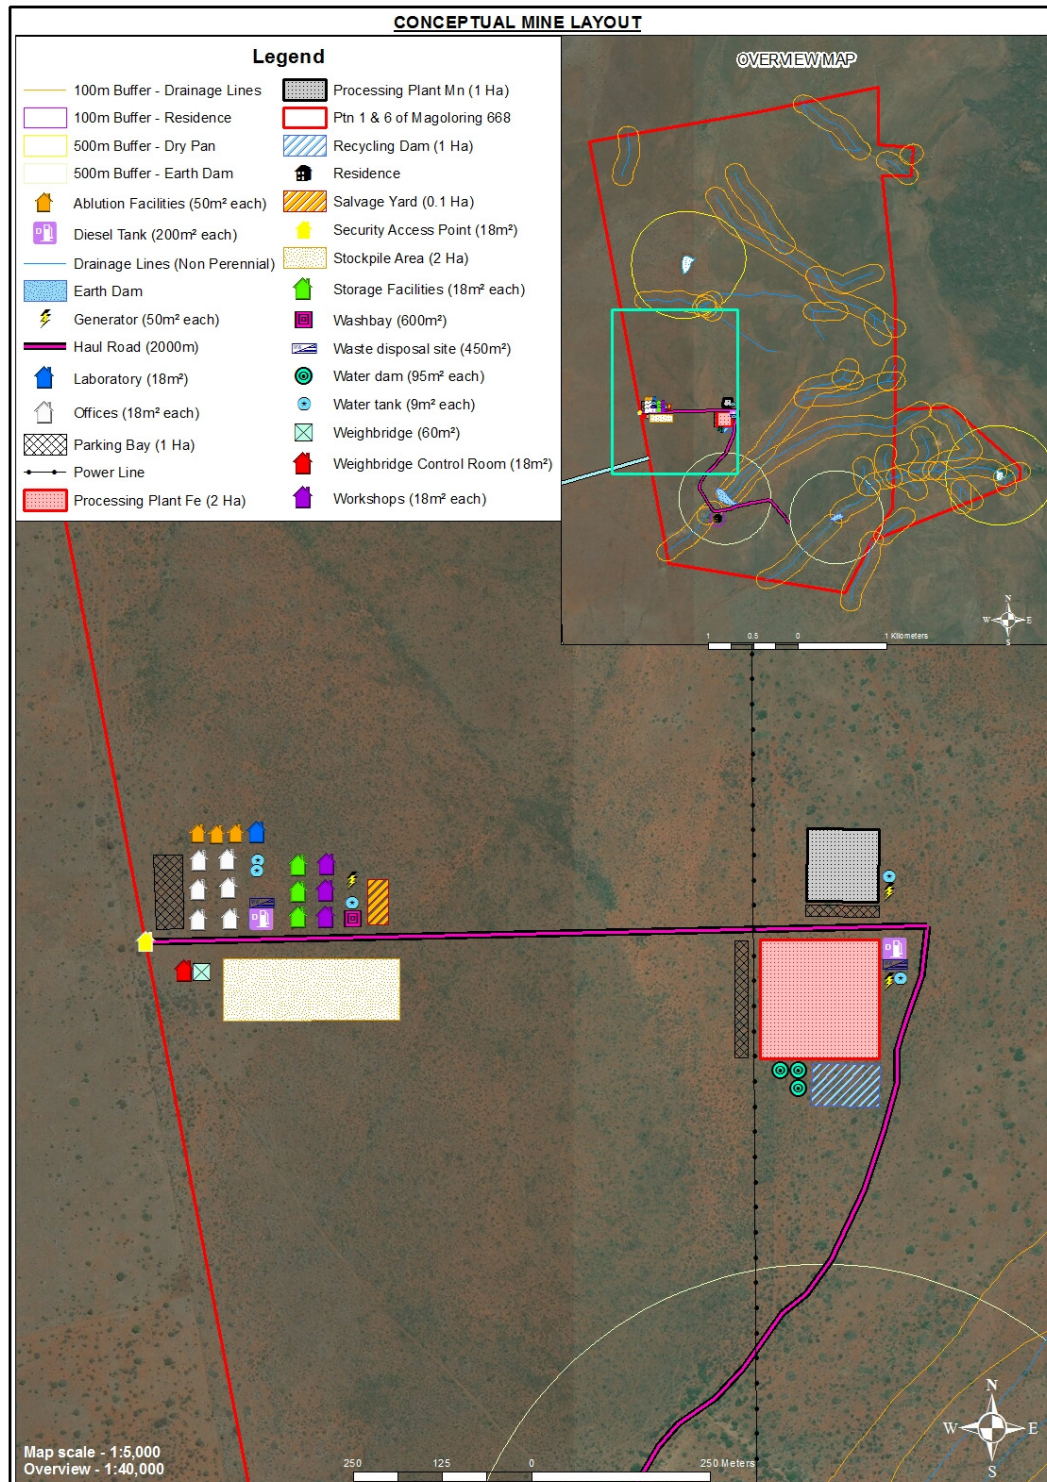 CONCEPTUAL MINE LAYOUT
Legend
100m Buffer - Drainage Lines
100m Buffer - Residence
500m Buffer - Dry Pan
500m Buffer - Earth Dam
Ablution Facilities (50m² each)
D
Diesel Tank (200m² each)
Drainage Lines (Non Perennial)
Earth Dam
Generator (50m² each)
Haul Road (2000m)
Laboratory (18m²)
Offices (18m² each)
Parking Bay (1 Ha)
Power Line
Processing Plant Fe (2 Ha)
Processing Plant Mn (1 Ha)
Ptn 1 & 6 of Magoloring 668
Recycling Dam (1 Ha)
Residence
Salvage Yard (0.1 Ha)
Security Access Point (18m²)
Stockpile Area (2 Ha)
Storage Facilities (18m² each)
Washbay (600m²)
Waste disposal site (450m²)
Water dam (95m² each)
Water tank (9m² each)
Weighbridge (60m²)
Weighbridge Control Room (18m²)
Workshops (18m² each)
OVERVIEW MAP
N
W E
S
1 0.5 0 1 Kilometers
D
D
N
W E
S
Map scale - 1:5,000
Overview - 1:40,000
250 125 0 250 Meters